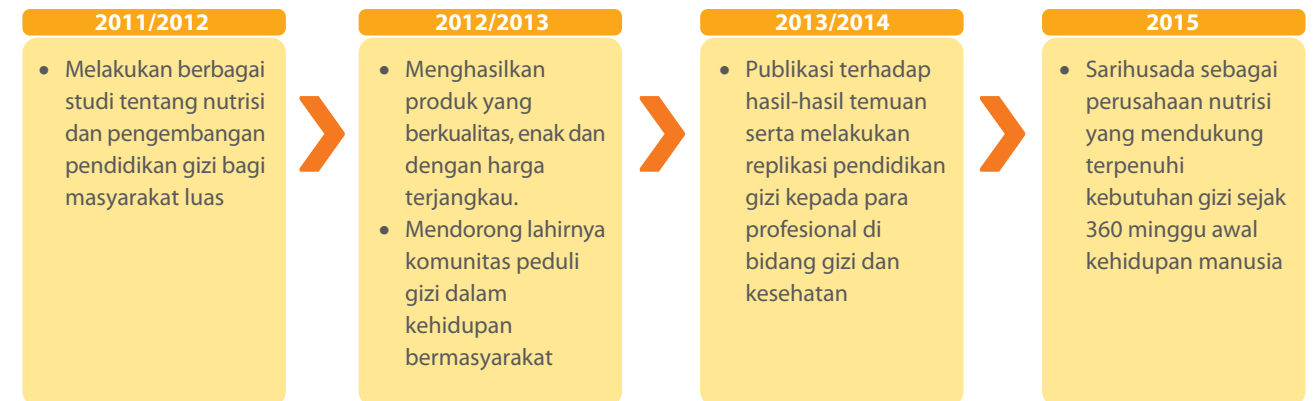 2011/2012
• Melakukan berbagai
studi tentang nutrisi
dan pengembangan
pendidikan gizi bagi
masyarakat luas
2012/2013
• Menghasilkan
produk yang
berkualitas, enak dan
dengan harga
terjangkau.
• Mendorong lahirnya
komunitas peduli
gizi dalam
kehidupan
bermasyarakat
2013/2014
• Publikasi terhadap
hasil-hasil temuan
serta melakukan
replikasi pendidikan
gizi kepada para
profesional di
bidang gizi dan
kesehatan
2015
• Sarihusada sebagai
perusahaan nutrisi
yang mendukung
terpenuhi
kebutuhan gizi sejak
360 minggu awal
kehidupan manusia